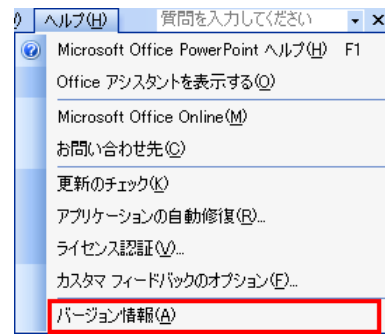 ヘルプ(H) 質問を入力してください
Microsoft Office PowerPoint ヘルプ(H) F1
Office アシスタントを表示する(O)
Microsoft Office Online(M)
お問い合わせ先(C)
更新のチェック(K)
アプリケーションの自動修復(R)...
ライセンス認証(V)...
カスタマ フィードバックのオプション(F)...
バージョン情報(A)